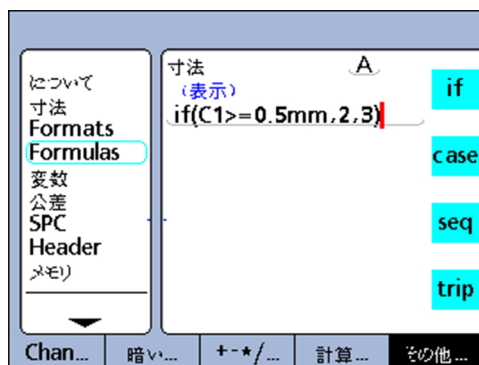 について
寸法
Formats
Formulas
変数
公差
SPC
Header
メモリ
寸法 A
(表示)
if(C1>=0.5mm,2,3)
if
case
seq
trip
Chan...
暗い...
+-*/...
計算...
その他...